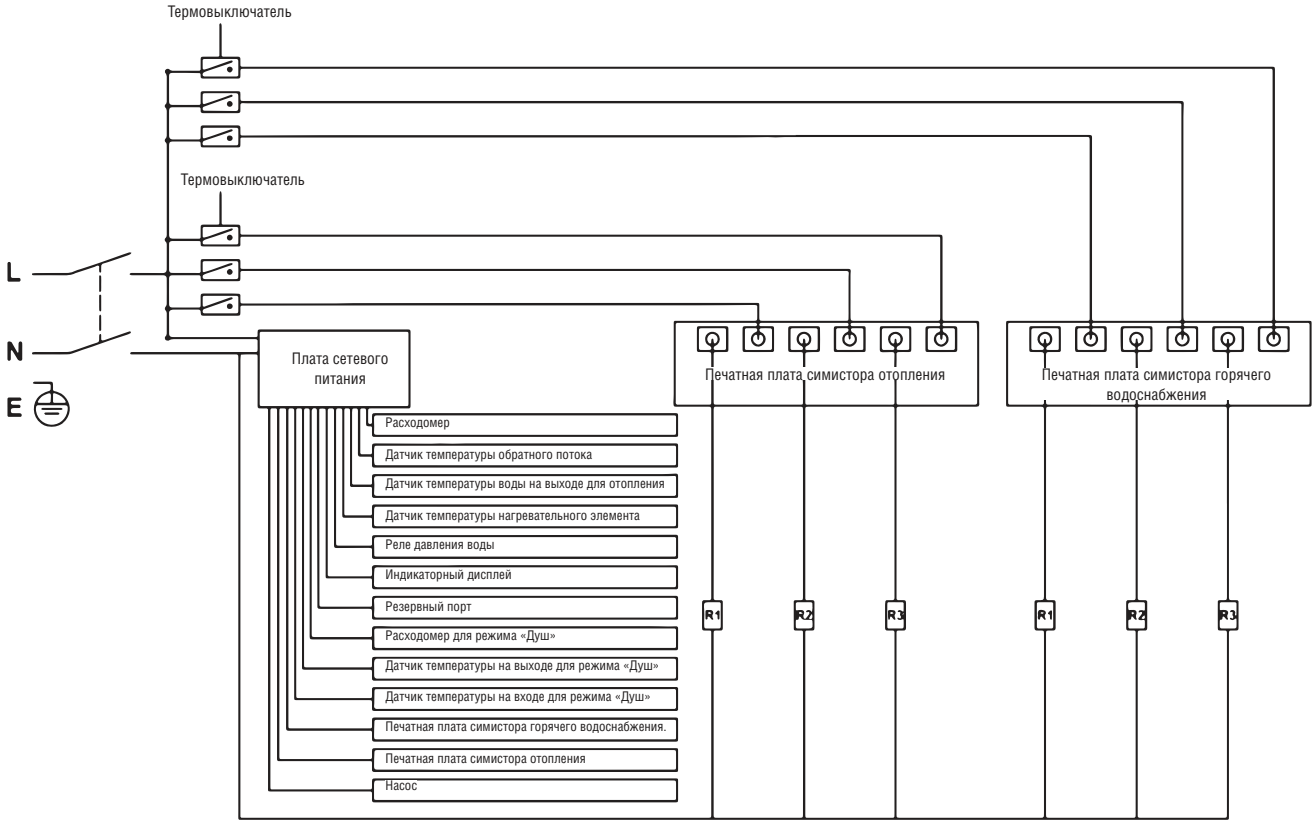 Термовыключатель
Термовыключатель
L
N
E
Плата сетевого
питания
Печатная плата симистора отопления
Печатная плата симистора горячего
водоснабжения
Расходомер
Датчик температуры обратного потока
Датчик температуры воды на выходе для отопления
Датчик температуры нагревательного элемента
Реле давления воды
Индикаторный дисплей
Резервный порт
Расходомер для режима «Душ»
Датчик температуры на выходе для режима «Душ»
Датчик температуры на входе для режима «Душ»
Печатная плата симистора горячего водоснабжения.
Печатная плата симистора отопления
Насос
R1
R2
R3
R1
R2
R3